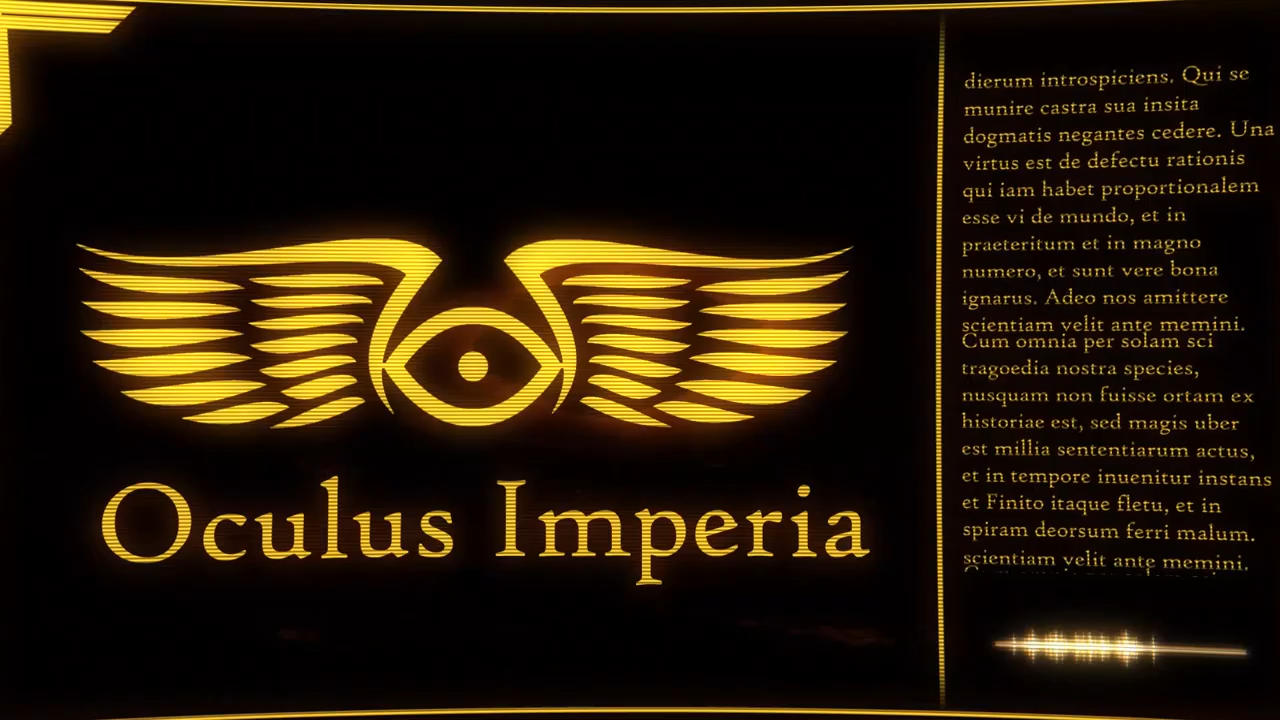 Oculus Imperia
dierum introspiciens. Qui se
munire castra sua insita
dogmatis negantes cedere. Una
virtus est de defectu rationis
qui iam habet proportionalem
esse vi de mundo, et in
praeteritum et in magno
numero, et sunt vere bona
ignarus. Adeo nos amittere
scientiam velit ante memini.
Cum omnia per solam sci
tragoedia nostra species,
nusquam non fuisse ortam ex
historiae est, sed magis uber
est millia sententiarum actus,
et in tempore inuenitur instans
et Finito itaque fletu, et in
spiram deorsum ferri malum.
scientiam velit ante memini.